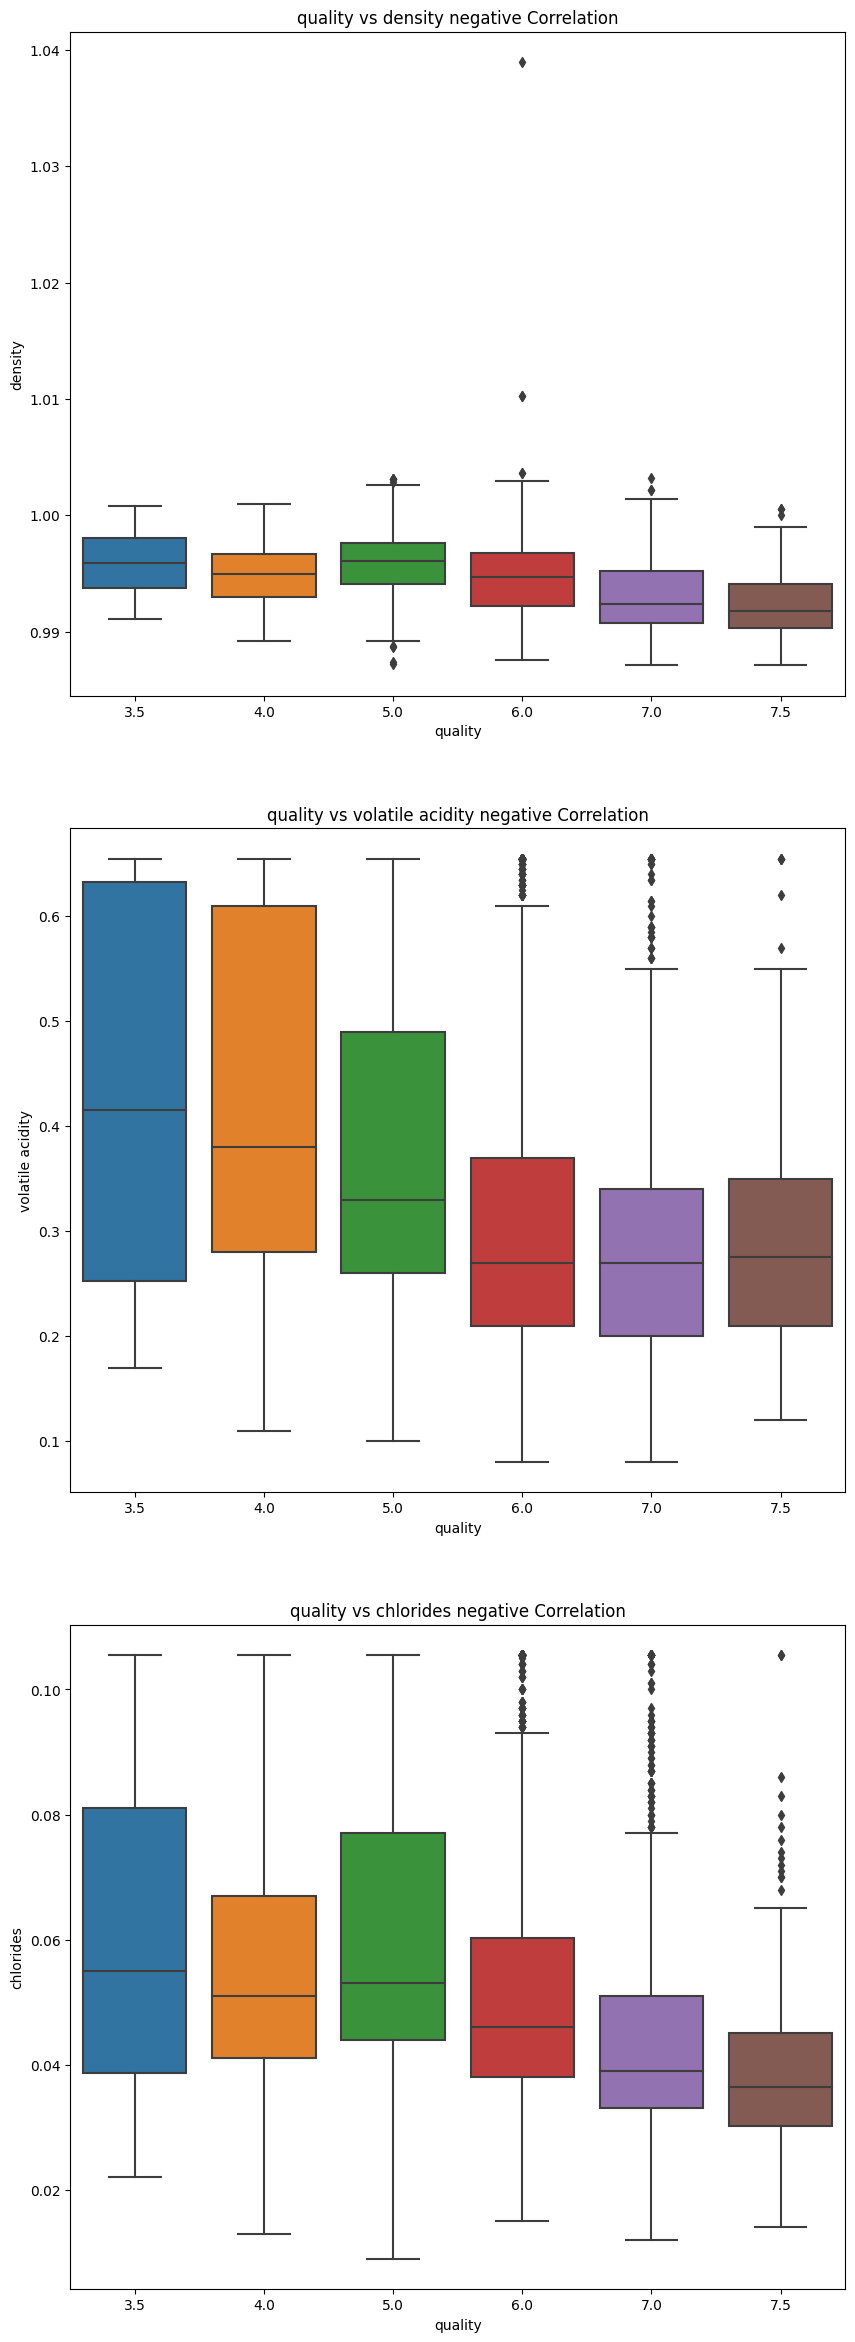 quality vs density negative Correlation
1.04
1.03
1.02
1.01
1.00
0.99
density
3.5 4.0 5.0 6.0 7.0 7.5
quality
quality vs volatile acidity negative Correlation
0.6
0.5
0.4
0.3
0.2
0.1
volatile acidity
3.5 4.0 5.0 6.0 7.0 7.5
quality
quality vs chlorides negative Correlation
0.10
0.08
0.06
0.04
0.02
chlorides
3.5 4.0 5.0 6.0 7.0 7.5
quality